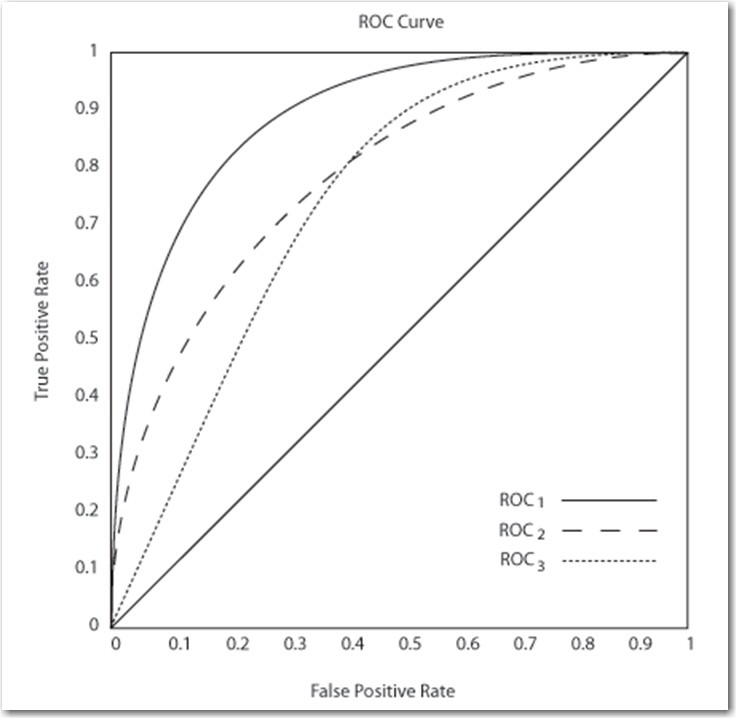 ROC Curve
1
0.9
0.8
0.7
0.6
0.5
0.4
0.3
0.2
0.1
0
True Positive Rate
ROC 1
ROC 2
ROC 3
0 0.1 0.2 0.3 0.4 0.5 0.6 0.7 0.8 0.9 1
False Positive Rate